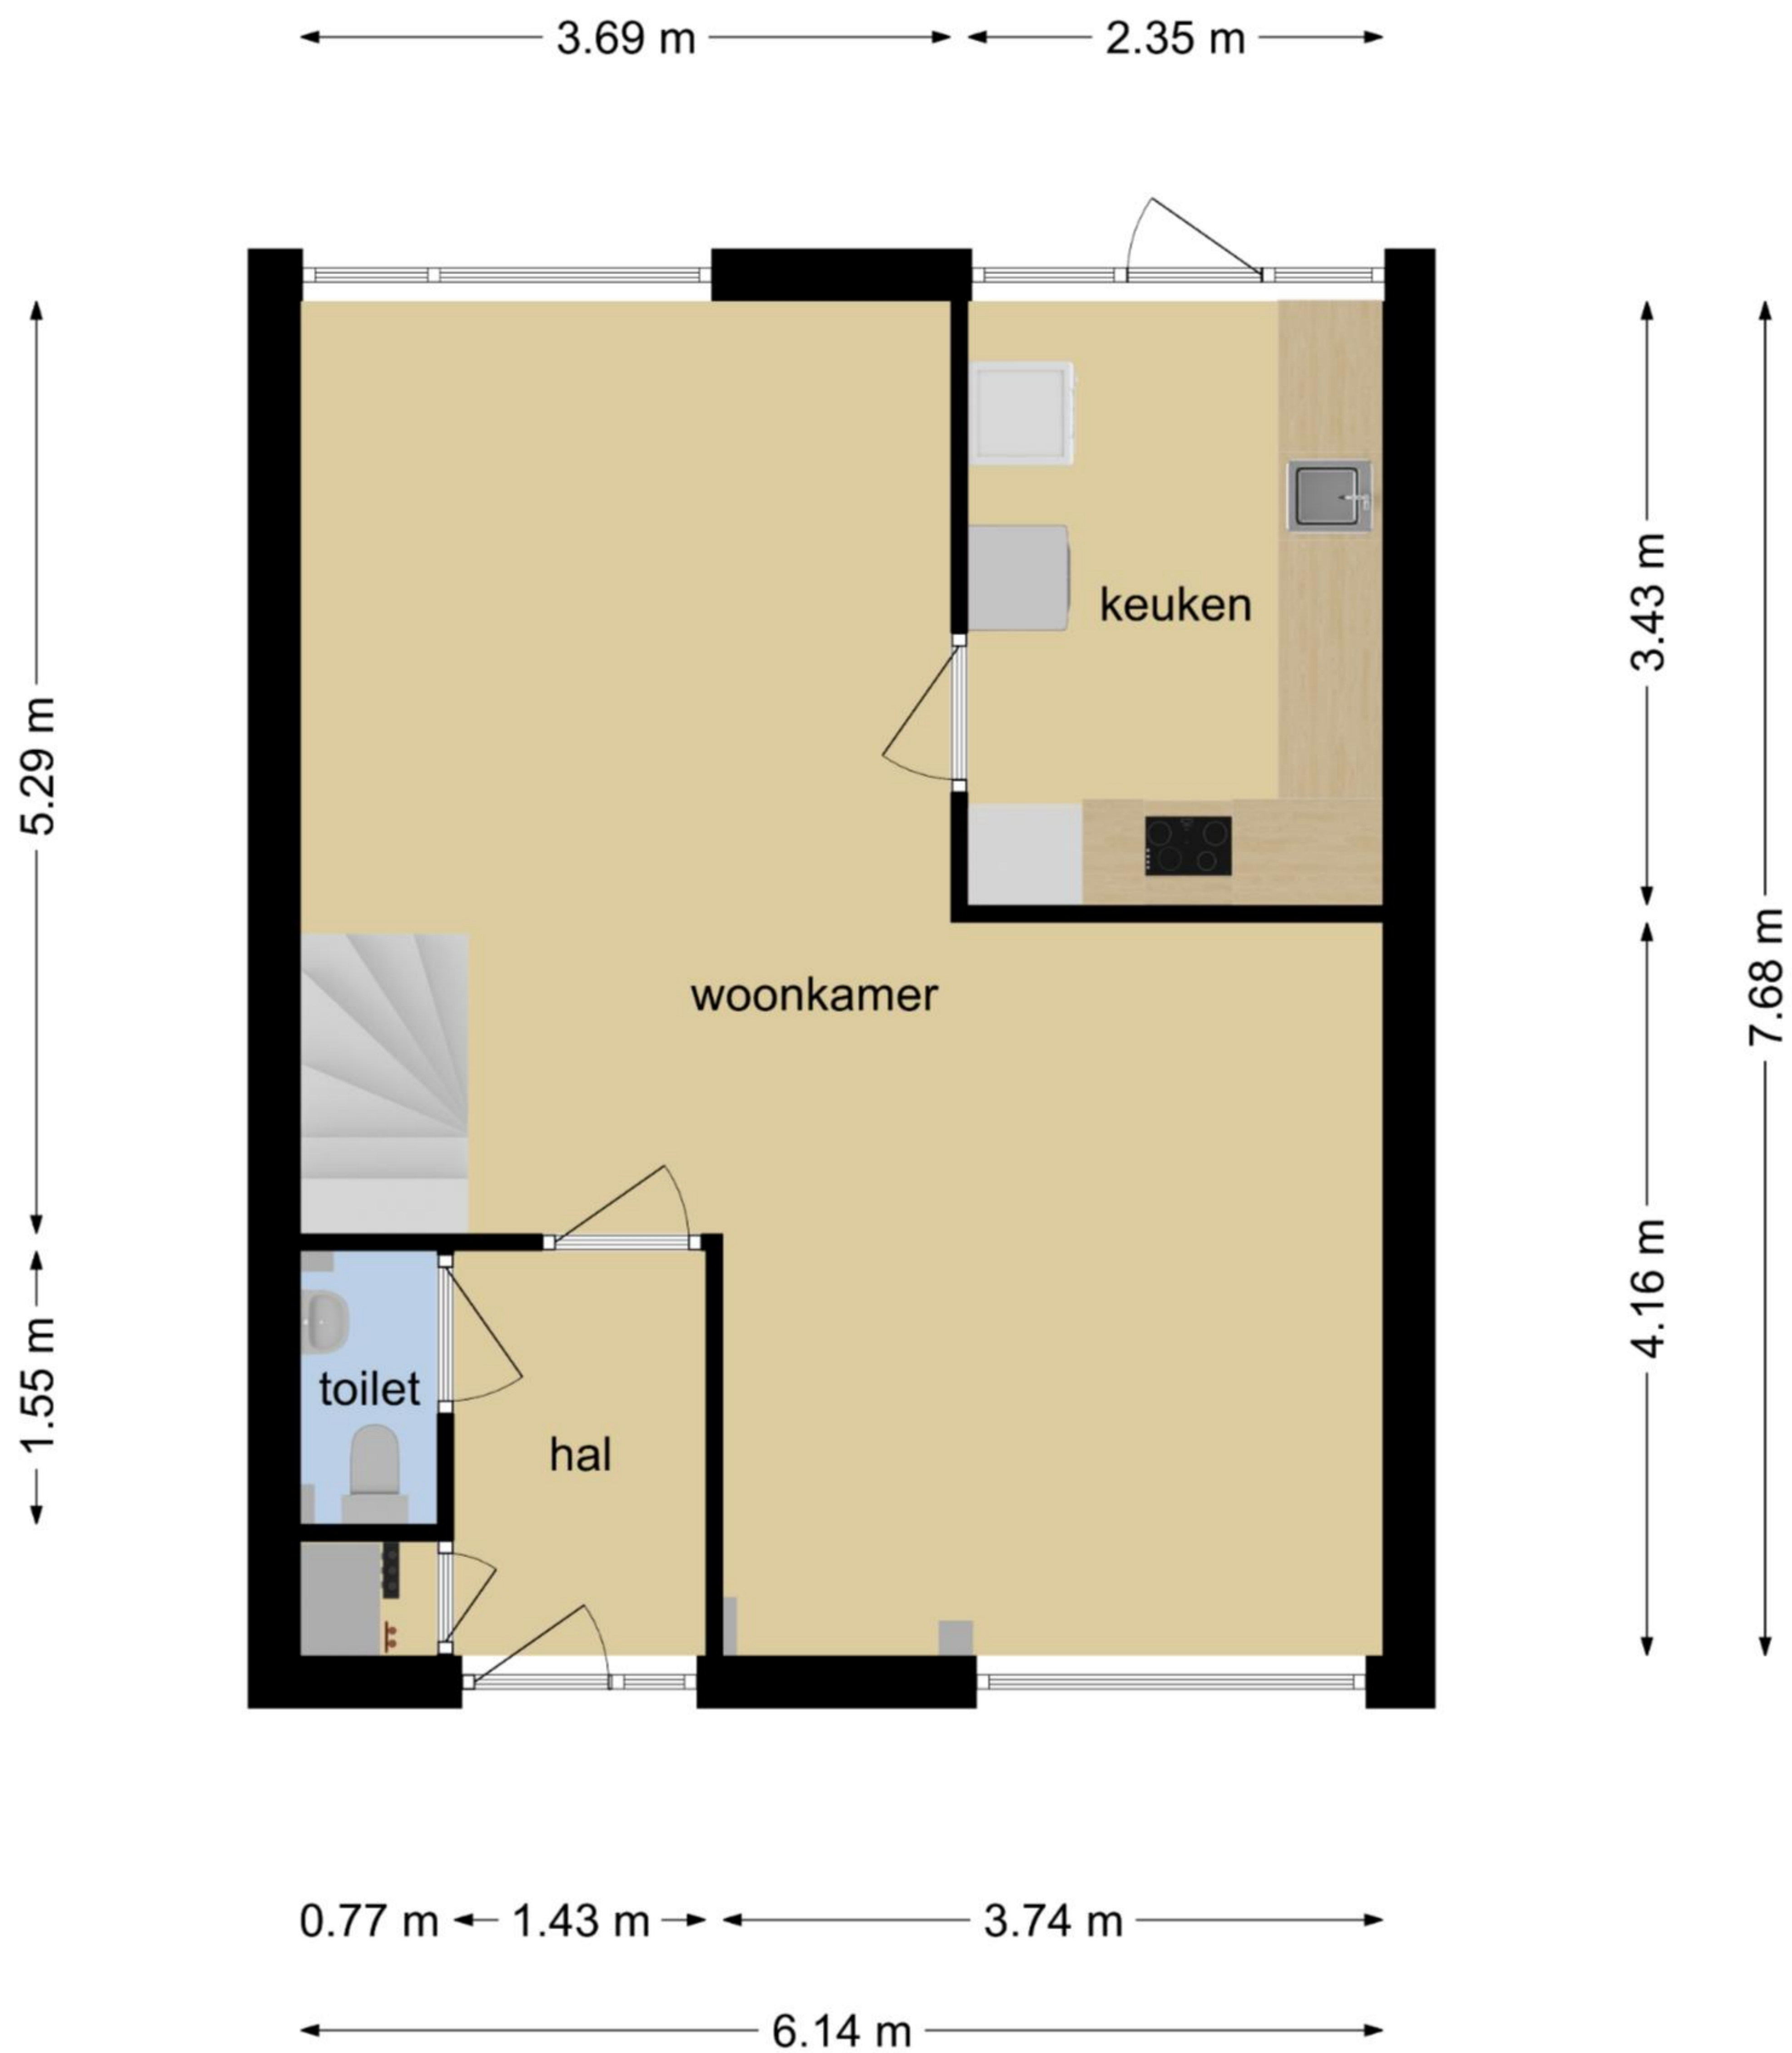 3.69 m
2.35 m
5.29 m
3.43 m
keuken
7.68 m
woonkamer
4.16 m
1.55 m
toilet
hal
0.77 m
1.43 m
3.74 m
6.14 m